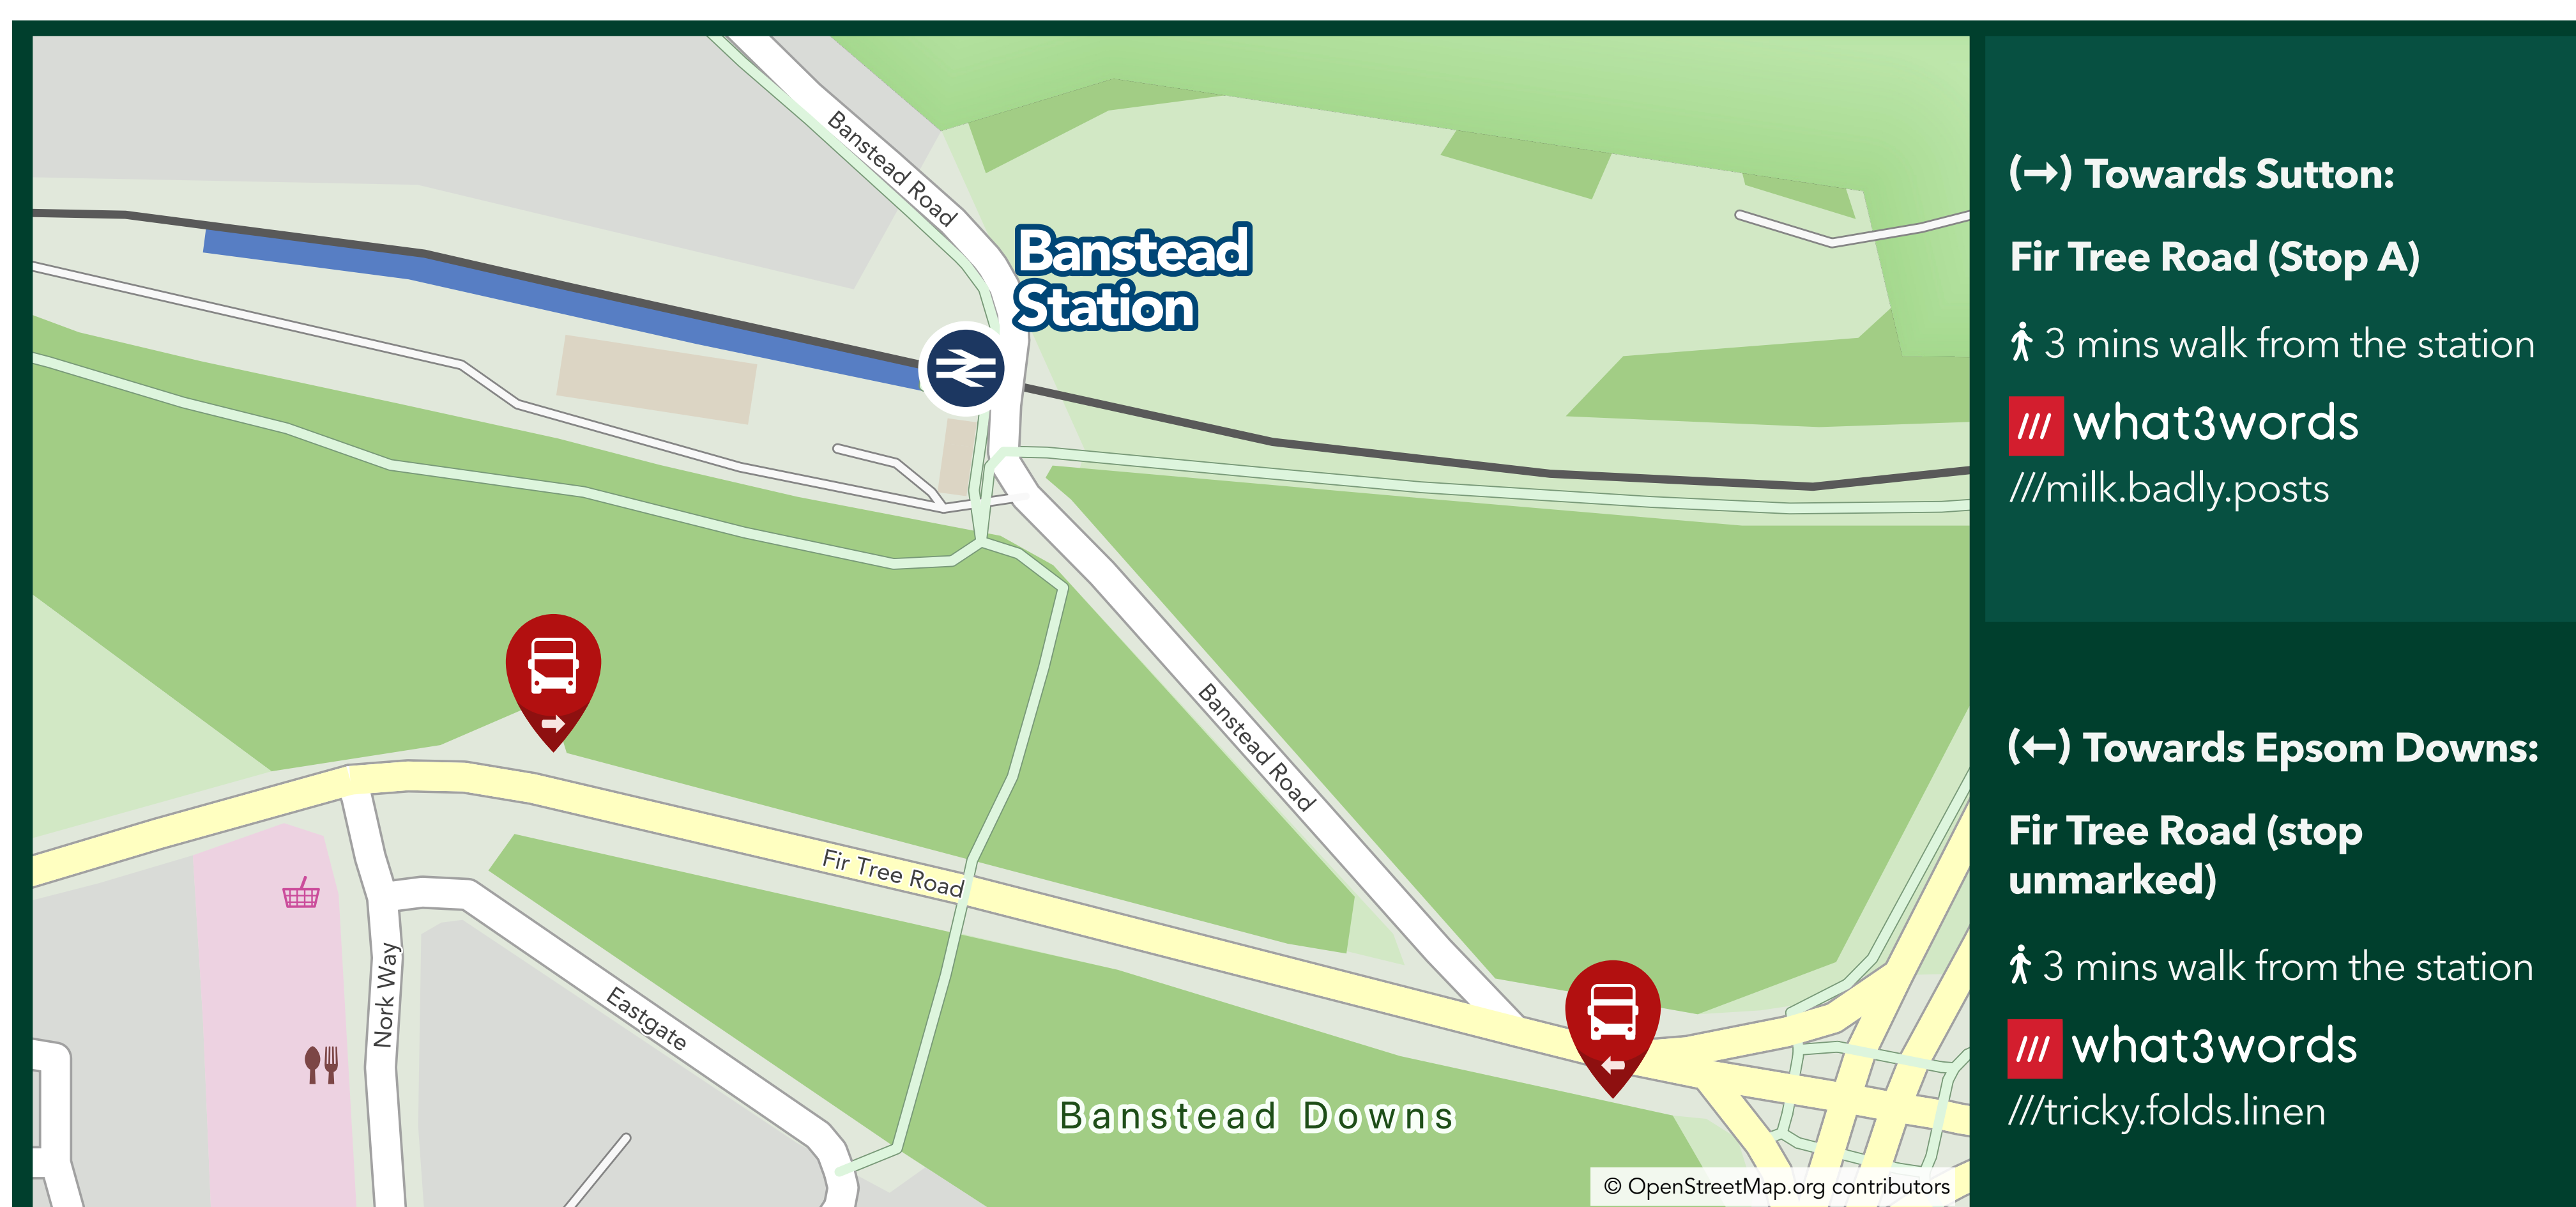 Banstead Road
Banstead
Station
Banstead Road
Fir Tree Road
Nork Way
Eastgate
Banstead Downs
© OpenStreetMap.org contributors
(→) Towards Sutton:
Fir Tree Road (Stop A)
3 mins walk from the station
/// what3words
///milk.badly.posts
(←) Towards Epsom Downs:
Fir Tree Road (stop
unmarked)
3 mins walk from the station
/// what3words
///tricky.folds.linen